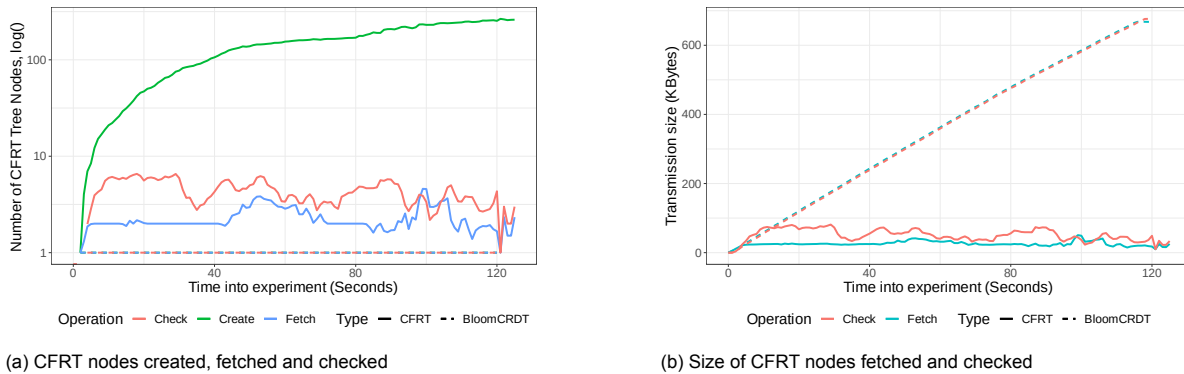 Number of CFRT Tree Nodes, log()
100
10
1
0
40
80
120
Time into experiment (Seconds)
Operation Check Create Fetch Type CFRT BloomCRDT
(a) CFRT nodes created, fetched and checked
Transmission size (KBytes)
600
400
200
0
0
40
80
120
Time into experiment (Seconds)
Operation Check Fetch Type CFRT BloomCRDT
(b) Size of CFRT nodes fetched and checked